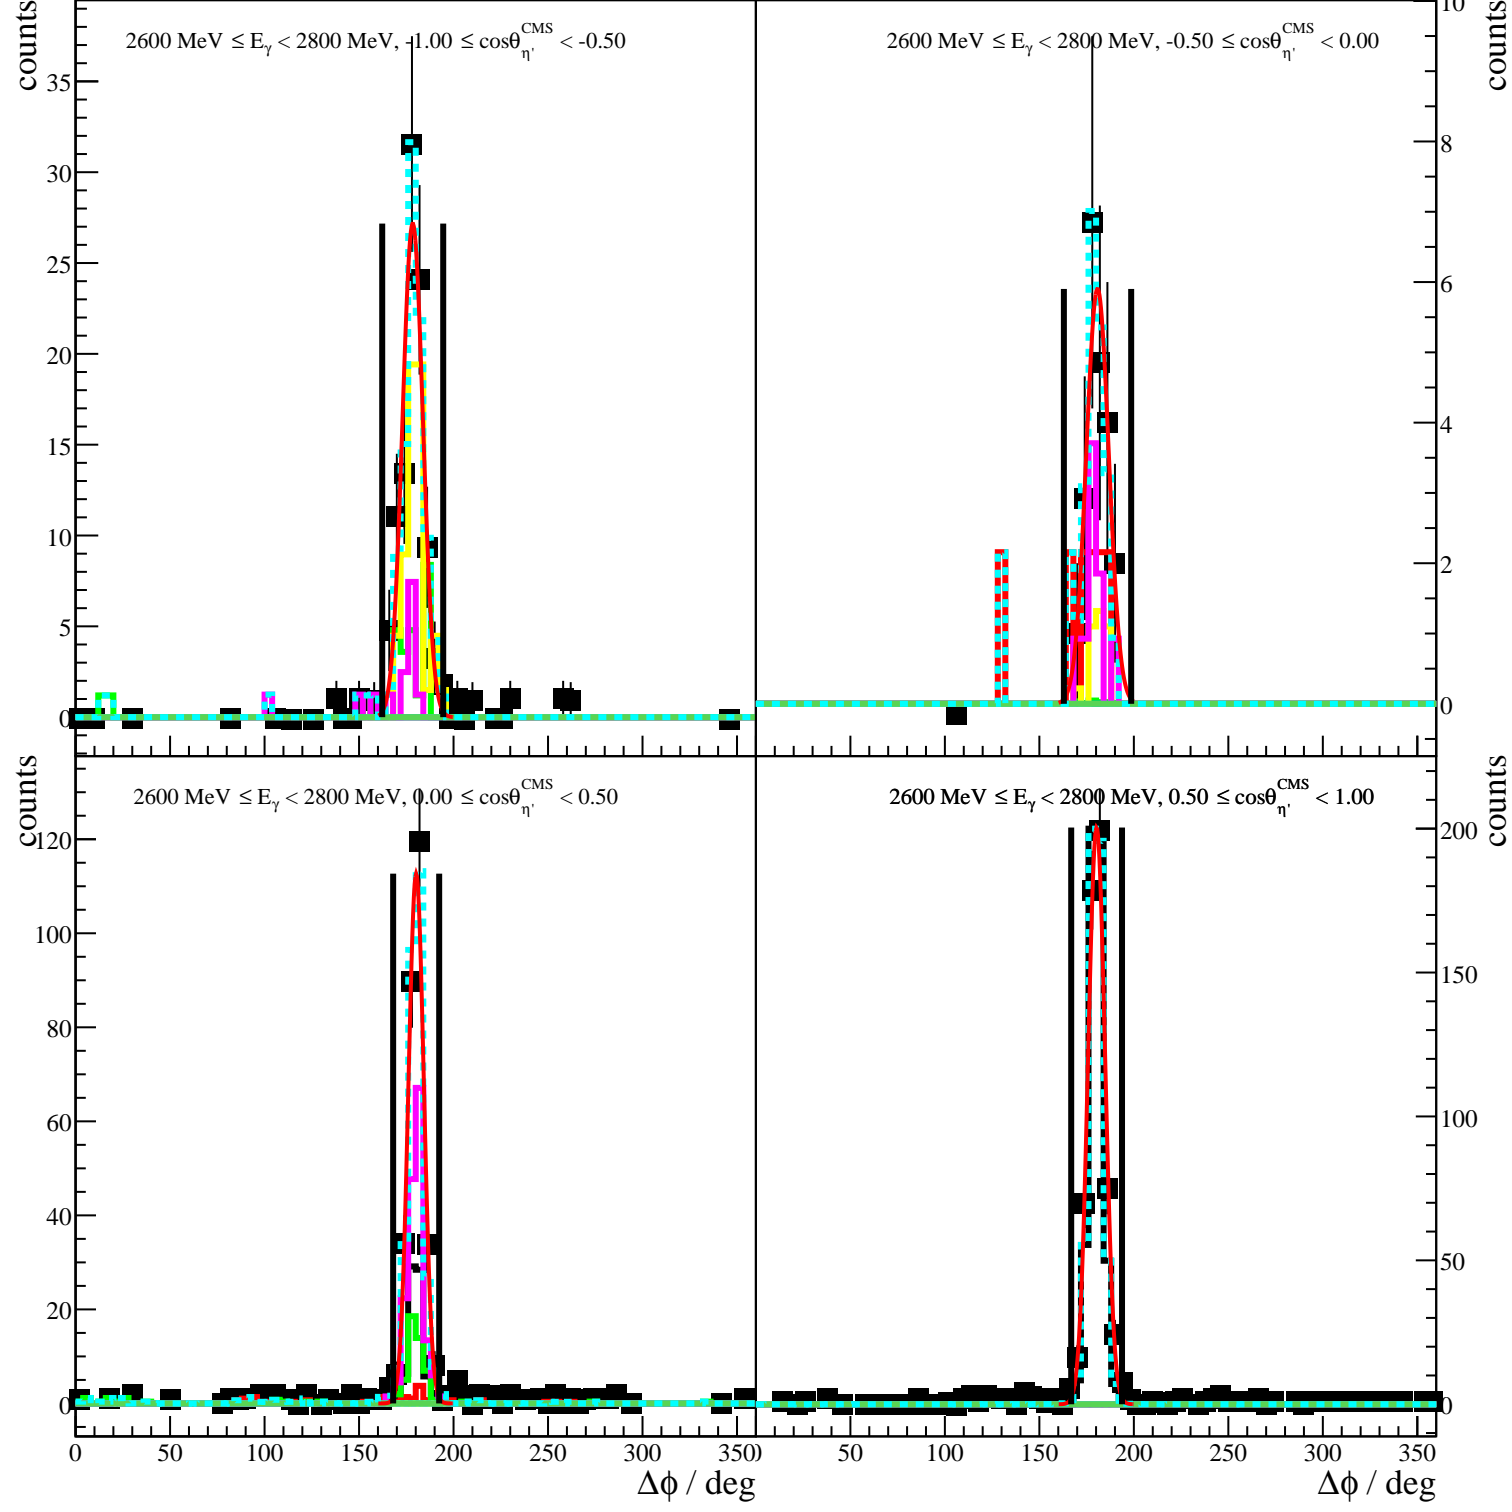 counts
2600 MeV ≤ Eγ < 2800 MeV, -1.00 ≤ cosθη'CMS < -0.50
35
30
25
20
15
10
5
0
2600 MeV ≤ Eγ < 2800 MeV, -0.50 ≤ cosθη'CMS < 0.00
counts
10
8
6
4
2
0
counts
2600 MeV ≤ Eγ < 2800 MeV, 0.00 ≤ cosθη'CMS < 0.50
120
100
80
60
40
20
0
0 50 100 150 200 250 300 350
Δϕ / deg
2600 MeV ≤ Eγ < 2800 MeV, 0.50 ≤ cosθη'CMS < 1.00
counts
200
150
100
50
0
50 100 150 200 250 300 350
Δϕ / deg